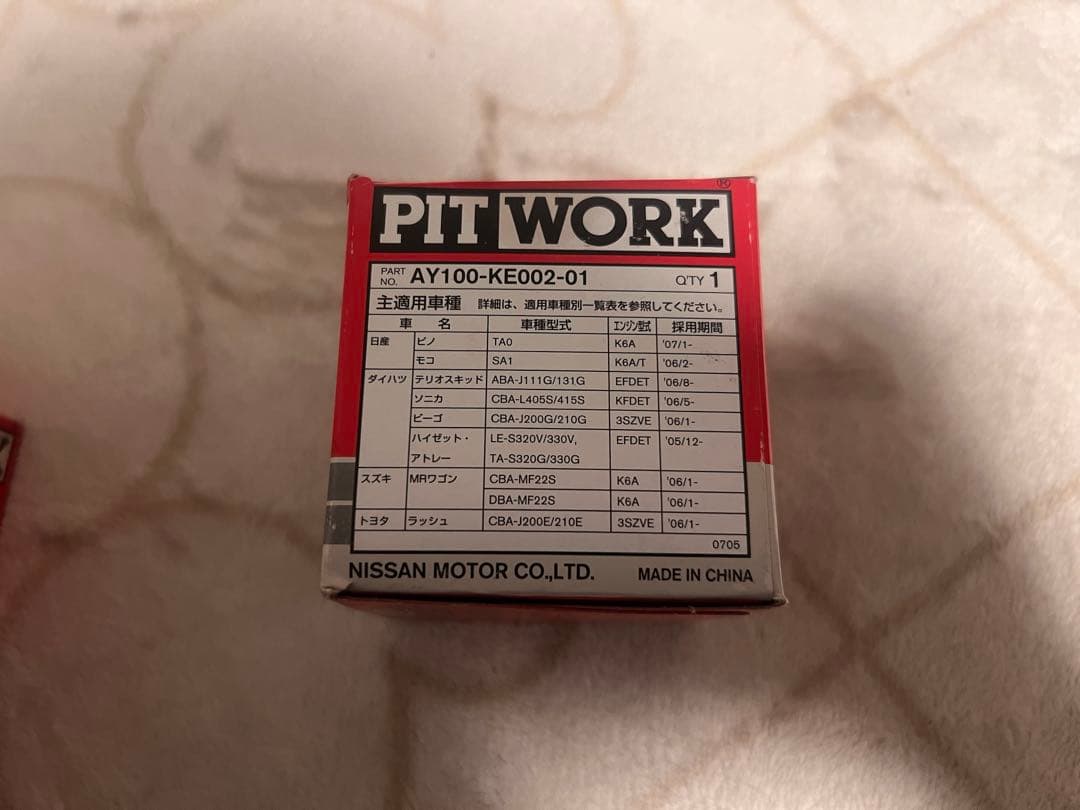 PIT WORK ®
PART NO. AY100-KE002-01 Q'TY 1
主適用車種 詳細は、適用車種別一覧表を参照してください。
車 名 車種型式 エンジン型式 採用期間
日産 ピノ TA0 K6A '07/1-
モコ SA1 K6A/T '06/2-
ダイハツ テリオスキッド ABA-J111G/131G EFDET '06/8-
ソニカ CBA-L405S/415S KFDET '06/5-
ビーゴ CBA-J200G/210G 3SZVE '06/1-
ハイゼット・ LE-S320V/330V, EFDET '05/12-
アトレー TA-S320G/330G
スズキ MRワゴン CBA-MF22S K6A '06/1-
DBA-MF22S K6A '06/1-
トヨタ ラッシュ CBA-J200E/210E 3SZVE '06/1-
0705
NISSAN MOTOR CO.,LTD. MADE IN CHINA